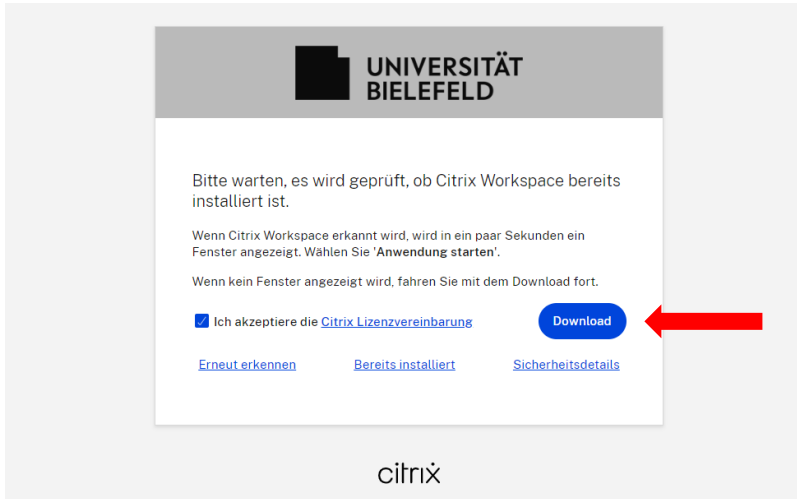 UNIVERSITÄT
BIELEFELD
Bitte warten, es wird geprüft, ob Citrix Workspace bereits
installiert ist.
Wenn Citrix Workspace erkannt wird, wird in ein paar Sekunden ein
Fenster angezeigt. Wählen Sie 'Anwendung starten'.
Wenn kein Fenster angezeigt wird, fahren Sie mit dem Download fort.
Ich akzeptiere die Citrix Lizenzvereinbarung Download
Erneut erkennen Bereits installiert Sicherheitsdetails
citrix